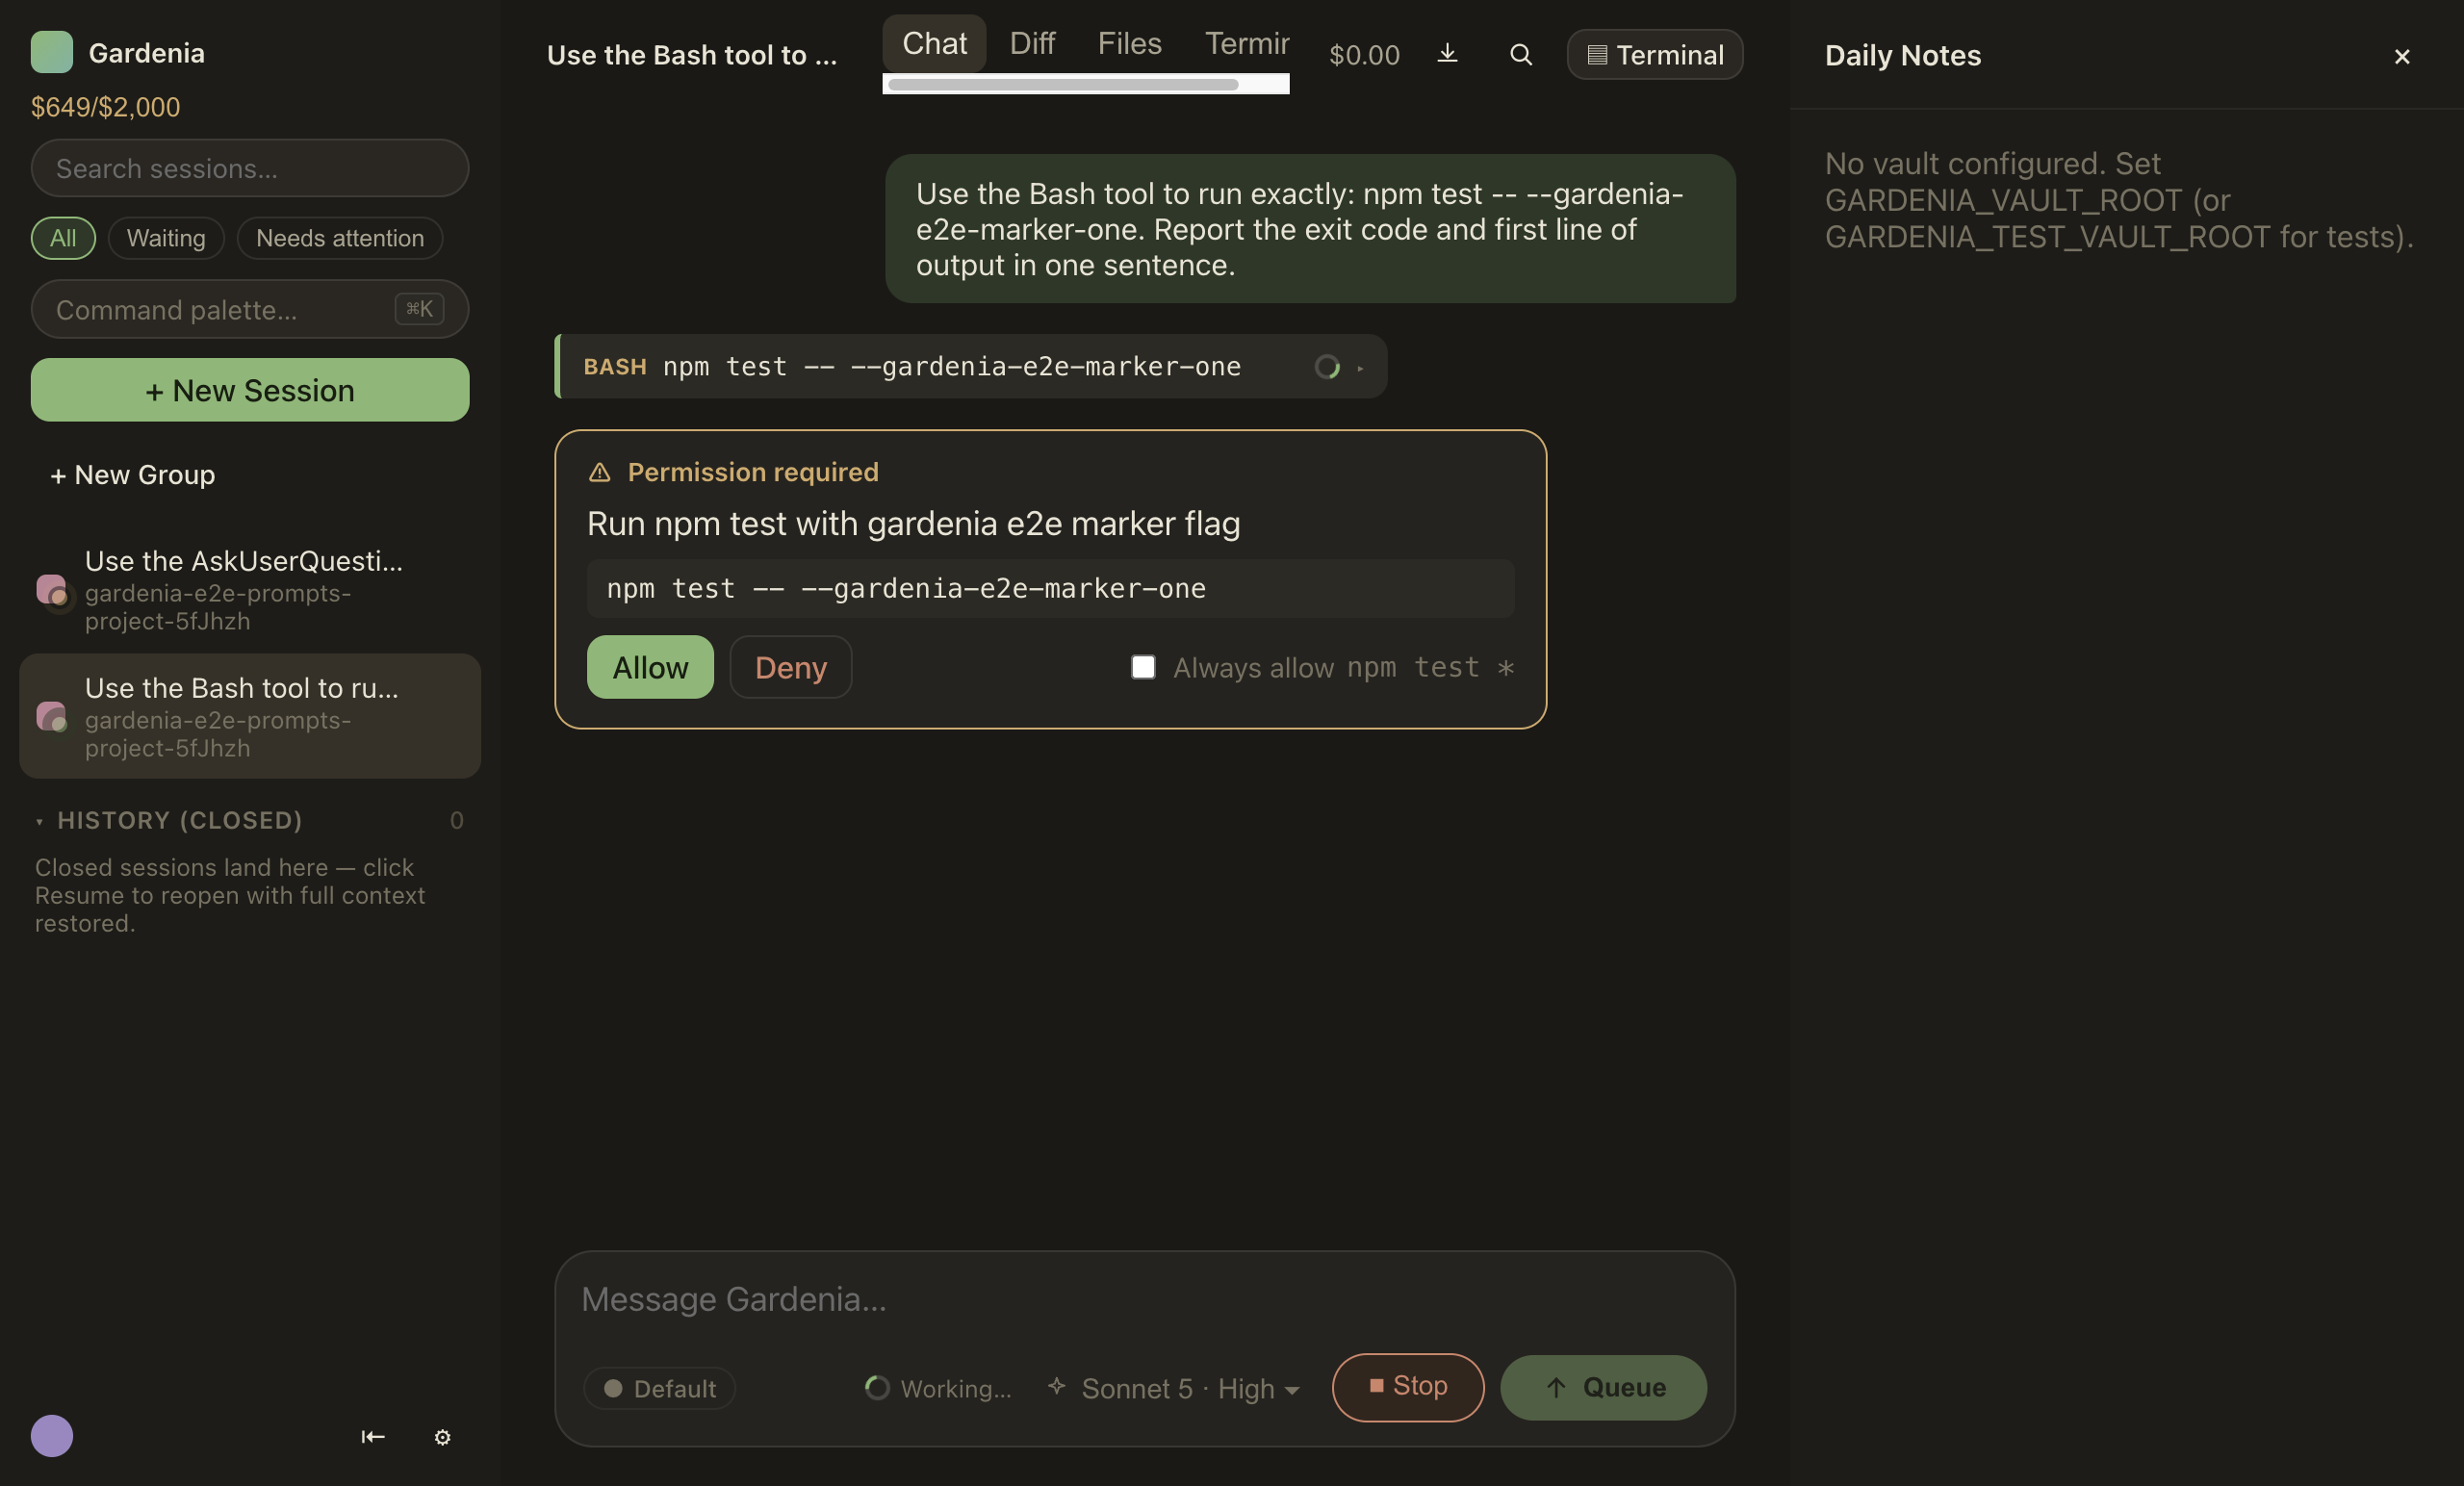 Gardenia
$649/$2,000
Search sessions...
All
Waiting
Needs attention
Command palette...
⌘K
+ New Session
+ New Group
Use the AskUserQuesti...
gardenia-e2e-prompts-
project-5fJhzh
Use the Bash tool to ru...
gardenia-e2e-prompts-
project-5fJhzh
HISTORY (CLOSED)
0
Closed sessions land here — click
Resume to reopen with full context
restored.
Use the Bash tool to ...
Chat
Diff
Files
Termir
$0.00
Terminal
Use the Bash tool to run exactly: npm test -- --gardenia-
e2e-marker-one. Report the exit code and first line of
output in one sentence.
BASH npm test -- --gardenia-e2e-marker-one
Permission required
Run npm test with gardenia e2e marker flag
npm test -- --gardenia-e2e-marker-one
Allow
Deny
Always allow npm test *
Message Gardenia...
Default
Working...
Sonnet 5 · High
Stop
Queue
Daily Notes
No vault configured. Set
GARDENIA_VAULT_ROOT (or
GARDENIA_TEST_VAULT_ROOT for tests).